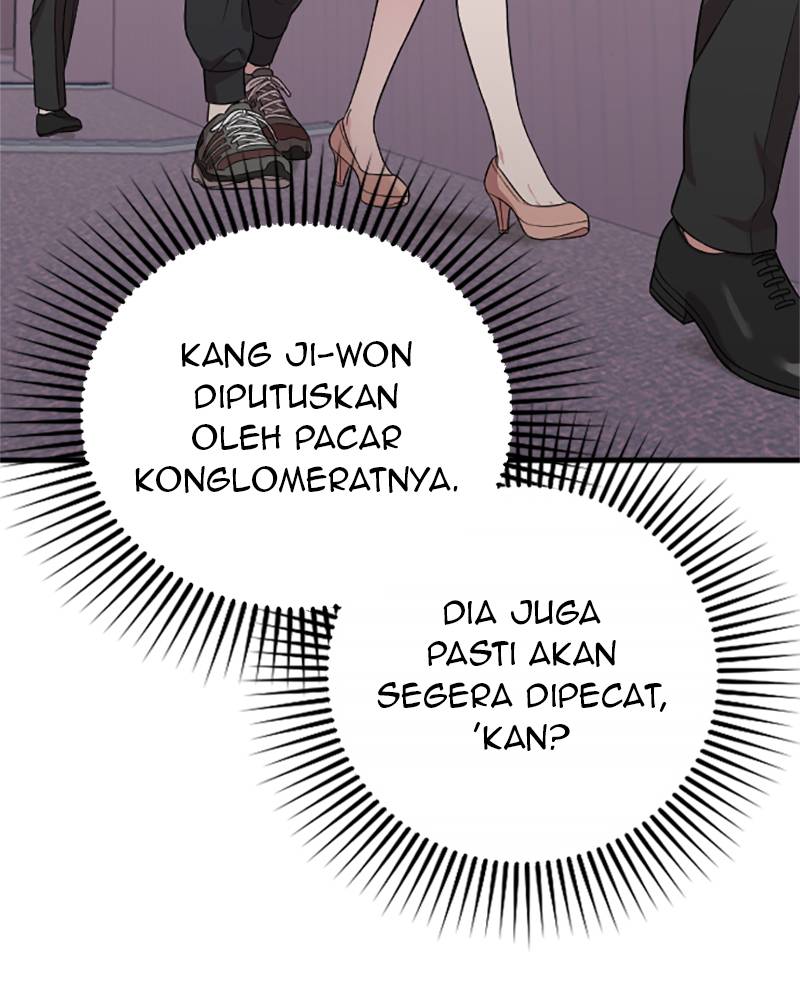 KANG JI-WON
DIPUTUSKAN
OLEH PACAR
KONGLOMERATNYA.
DIA JUGA
PASTI AKAN
SEGERA DIPECAT,
'KAN?